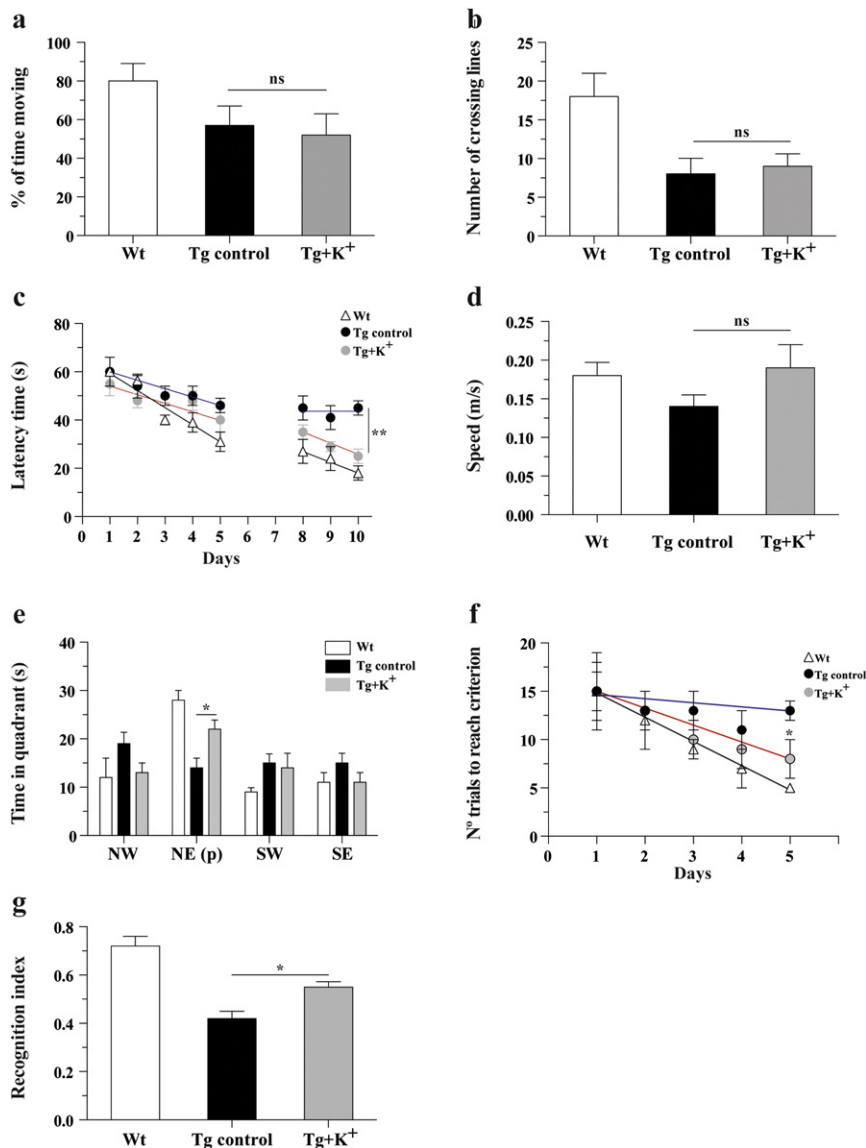 a
% of time moving
100
80
60
40
20
0
ns
Wt
Tg control
Tg+K+
b
Number of crossing lines
25
20
15
10
5
0
ns
Wt
Tg control
Tg+K+
c
Latency time (s)
80
60
40
20
0
Wt
Tg control
Tg+K+
**
0 1 2 3 4 5 6 7 8 9 10
Days
d
Speed (m/s)
0.25
0.20
0.15
0.10
0.05
0.00
ns
Wt
Tg control
Tg+K+
e
Time in quadrant (s)
40
30
20
10
0
Wt
Tg control
Tg+K+
*
NW
NE (p)
SW
SE
f
Nº trials to reach criterion
20
15
10
5
0
Wt
Tg control
Tg+K+
*
0 1 2 3 4 5
Days
g
Recognition index
0.8
0.6
0.4
0.2
0.0
*
Wt
Tg control
Tg+K+